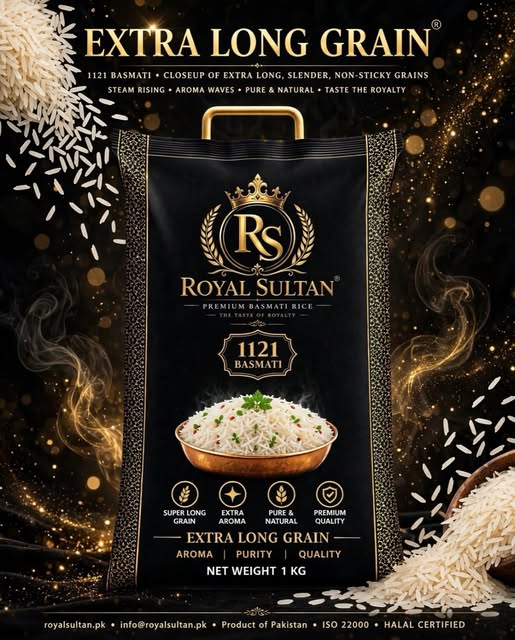 EXTRA LONG GRAIN®
1121 BASMATI • CLOSEUP OF EXTRA LONG, SLENDER, NON-STICKY GRAINS
STEAM RISING • AROMA WAVES • PURE & NATURAL • TASTE THE ROYALTY
RS
ROYAL SULTAN®
PREMIUM BASMATI RICE
THE TASTE OF ROYALTY
1121
BASMATI
SUPER LONG GRAIN
EXTRA AROMA
PURE & NATURAL
PREMIUM QUALITY
EXTRA LONG GRAIN
AROMA | PURITY | QUALITY
NET WEIGHT 1 KG
royalsultan.pk • info@royalsultan.pk • Product of Pakistan • ISO 22000 • HALAL CERTIFIED